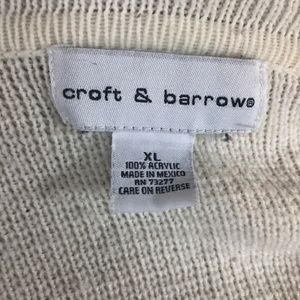 croft & barrow®
XL
100% ACRYLIC
MADE IN MEXICO
RN 73277
CARE ON REVERSE